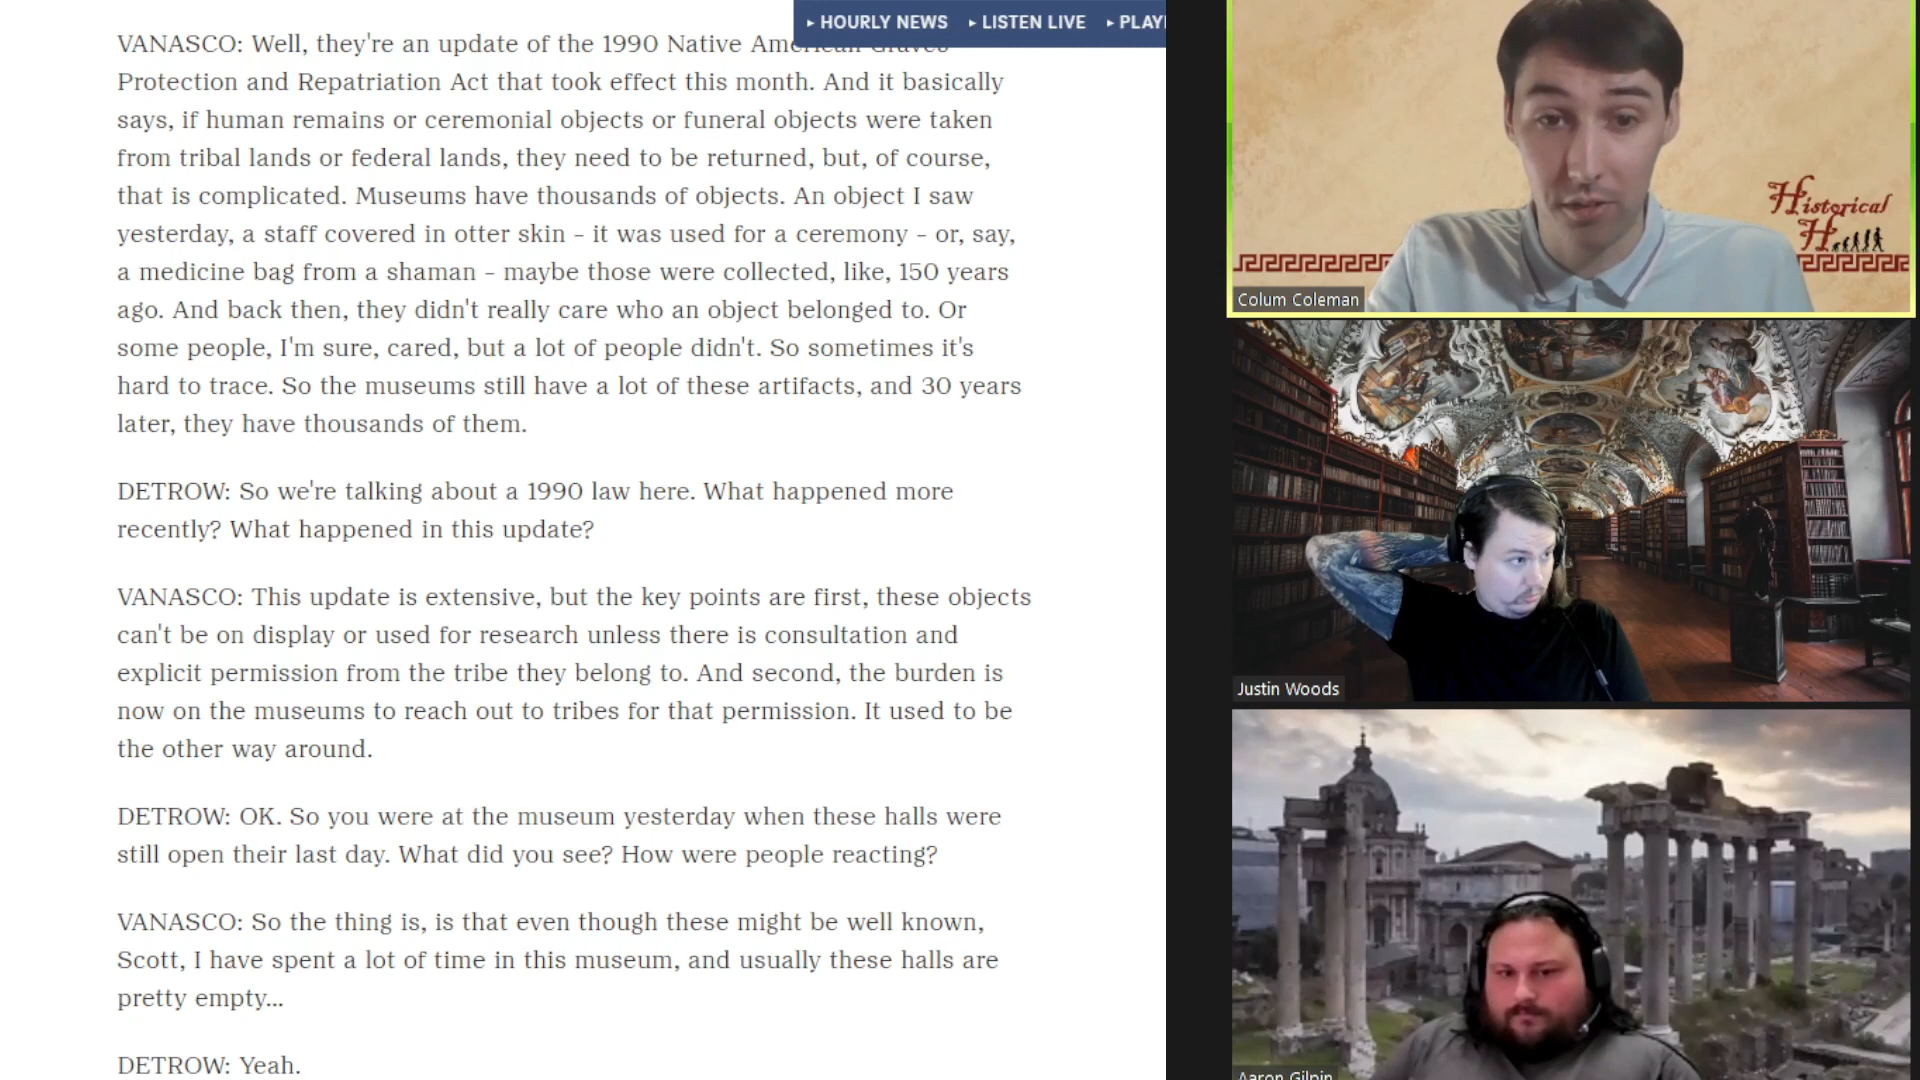 ▸ HOURLY NEWS ▸ LISTEN LIVE ▸ PLAY
VANASCO: Well, they're an update of the 1990 Native American Graves
Protection and Repatriation Act that took effect this month. And it basically
says, if human remains or ceremonial objects or funeral objects were taken
from tribal lands or federal lands, they need to be returned, but, of course,
that is complicated. Museums have thousands of objects. An object I saw
yesterday, a staff covered in otter skin - it was used for a ceremony - or, say,
a medicine bag from a shaman - maybe those were collected, like, 150 years
ago. And back then, they didn't really care who an object belonged to. Or
some people, I'm sure, cared, but a lot of people didn't. So sometimes it's
hard to trace. So the museums still have a lot of these artifacts, and 30 years
later, they have thousands of them.
DETROW: So we're talking about a 1990 law here. What happened more
recently? What happened in this update?
VANASCO: This update is extensive, but the key points are first, these objects
can't be on display or used for research unless there is consultation and
explicit permission from the tribe they belong to. And second, the burden is
now on the museums to reach out to tribes for that permission. It used to be
the other way around.
DETROW: OK. So you were at the museum yesterday when these halls were
still open their last day. What did you see? How were people reacting?
VANASCO: So the thing is, is that even though these might be well known,
Scott, I have spent a lot of time in this museum, and usually these halls are
pretty empty...
DETROW: Yeah.
Historical
H
Colum Coleman
Justin Woods
Aaron Gilpin